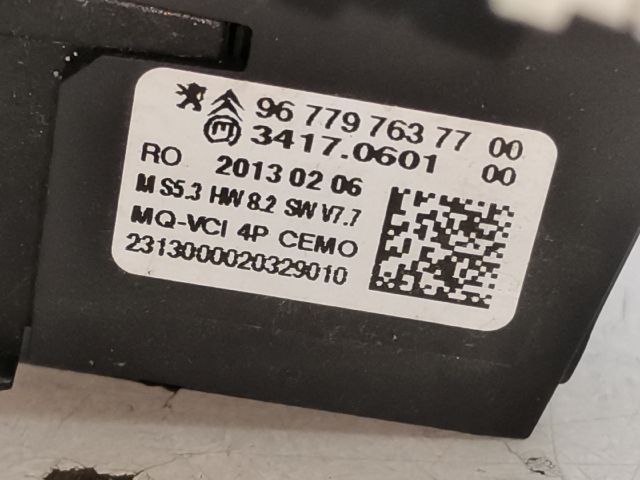 96 779 763 77 00
3417.0601 00
RO 2013 02 06
M S5.3 HW 8.2 SW V7.7
MQ-VCI 4P CEMO
2313000020329010